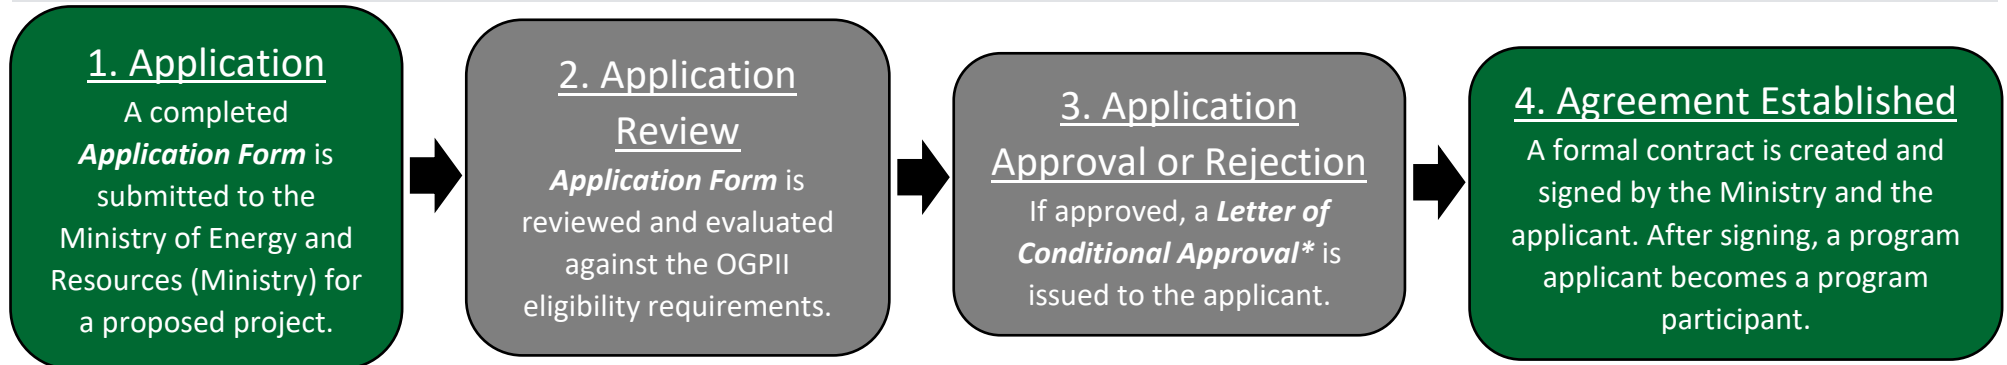 1. Application
A completed
Application Form is
submitted to the
Ministry of Energy and
Resources (Ministry) for
a proposed project.
2. Application
Review
Application Form is
reviewed and evaluated
against the OGPII
eligibility requirements.
3. Application
Approval or Rejection
If approved, a Letter of
Conditional Approval* is
issued to the applicant.
4. Agreement Established
A formal contract is created and
signed by the Ministry and the
applicant. After signing, a program
applicant becomes a program
participant.